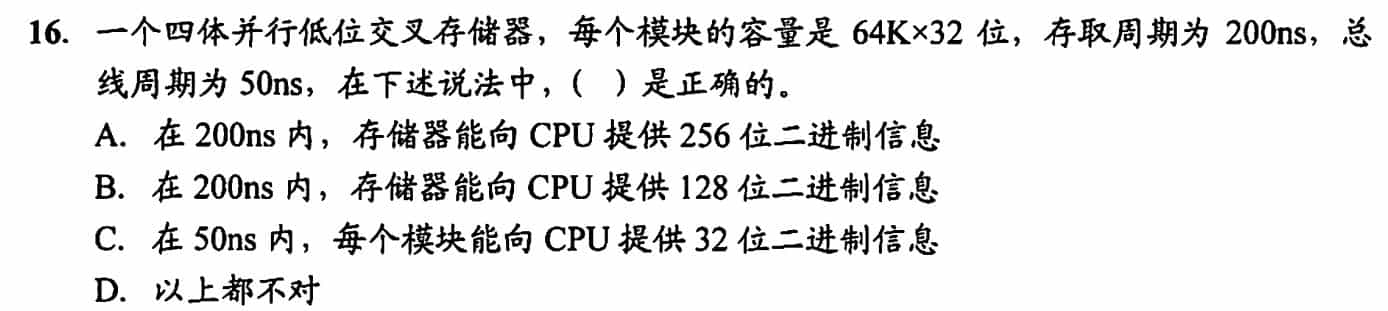 16. 一个四体并行低位交叉存储器，每个模块的容量是 64K×32 位，存取周期为 200ns，总
线周期为 50ns，在下述说法中，（ ）是正确的。
A. 在 200ns 内，存储器能向 CPU 提供 256 位二进制信息
B. 在 200ns 内，存储器能向 CPU 提供 128 位二进制信息
C. 在 50ns 内，每个模块能向 CPU 提供 32 位二进制信息
D. 以上都不对